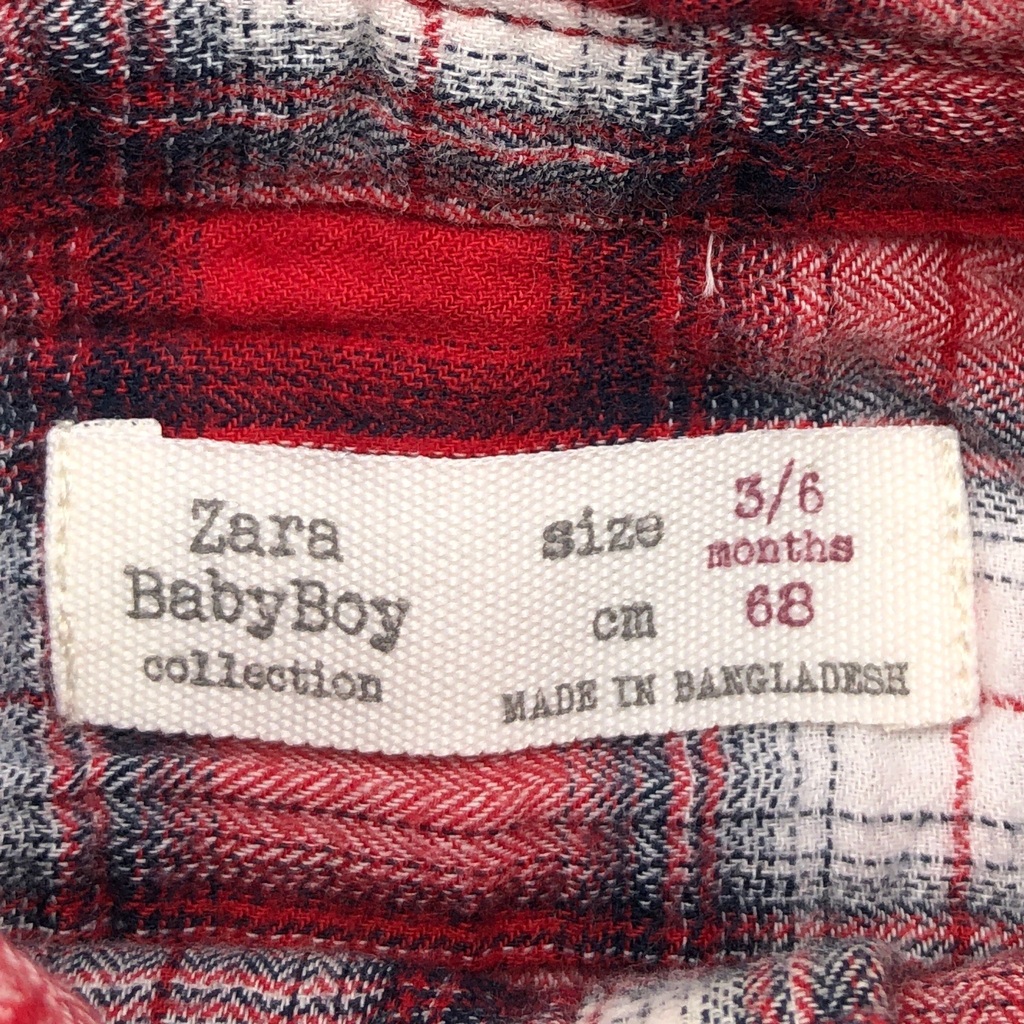 Zara
BabyBoy
collection
size 3/6
months
cm 68
MADE IN BANGLADESH